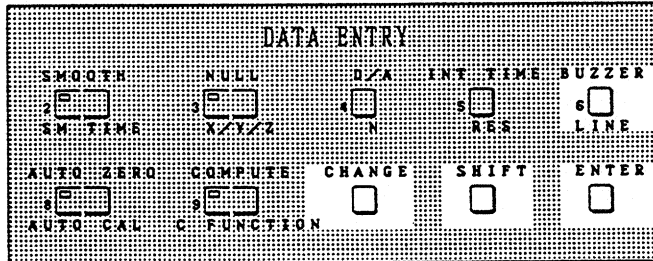 DATA ENTRY
SMOOTH NULL D/A INT TIME BUZZER
2 3 4 5 6
SM TIME X/Y/Z N RES LINE
AUTO ZERO COMPUTE CHANGE SHIFT ENTER
8 9
AUTO CAL C FUNCTION